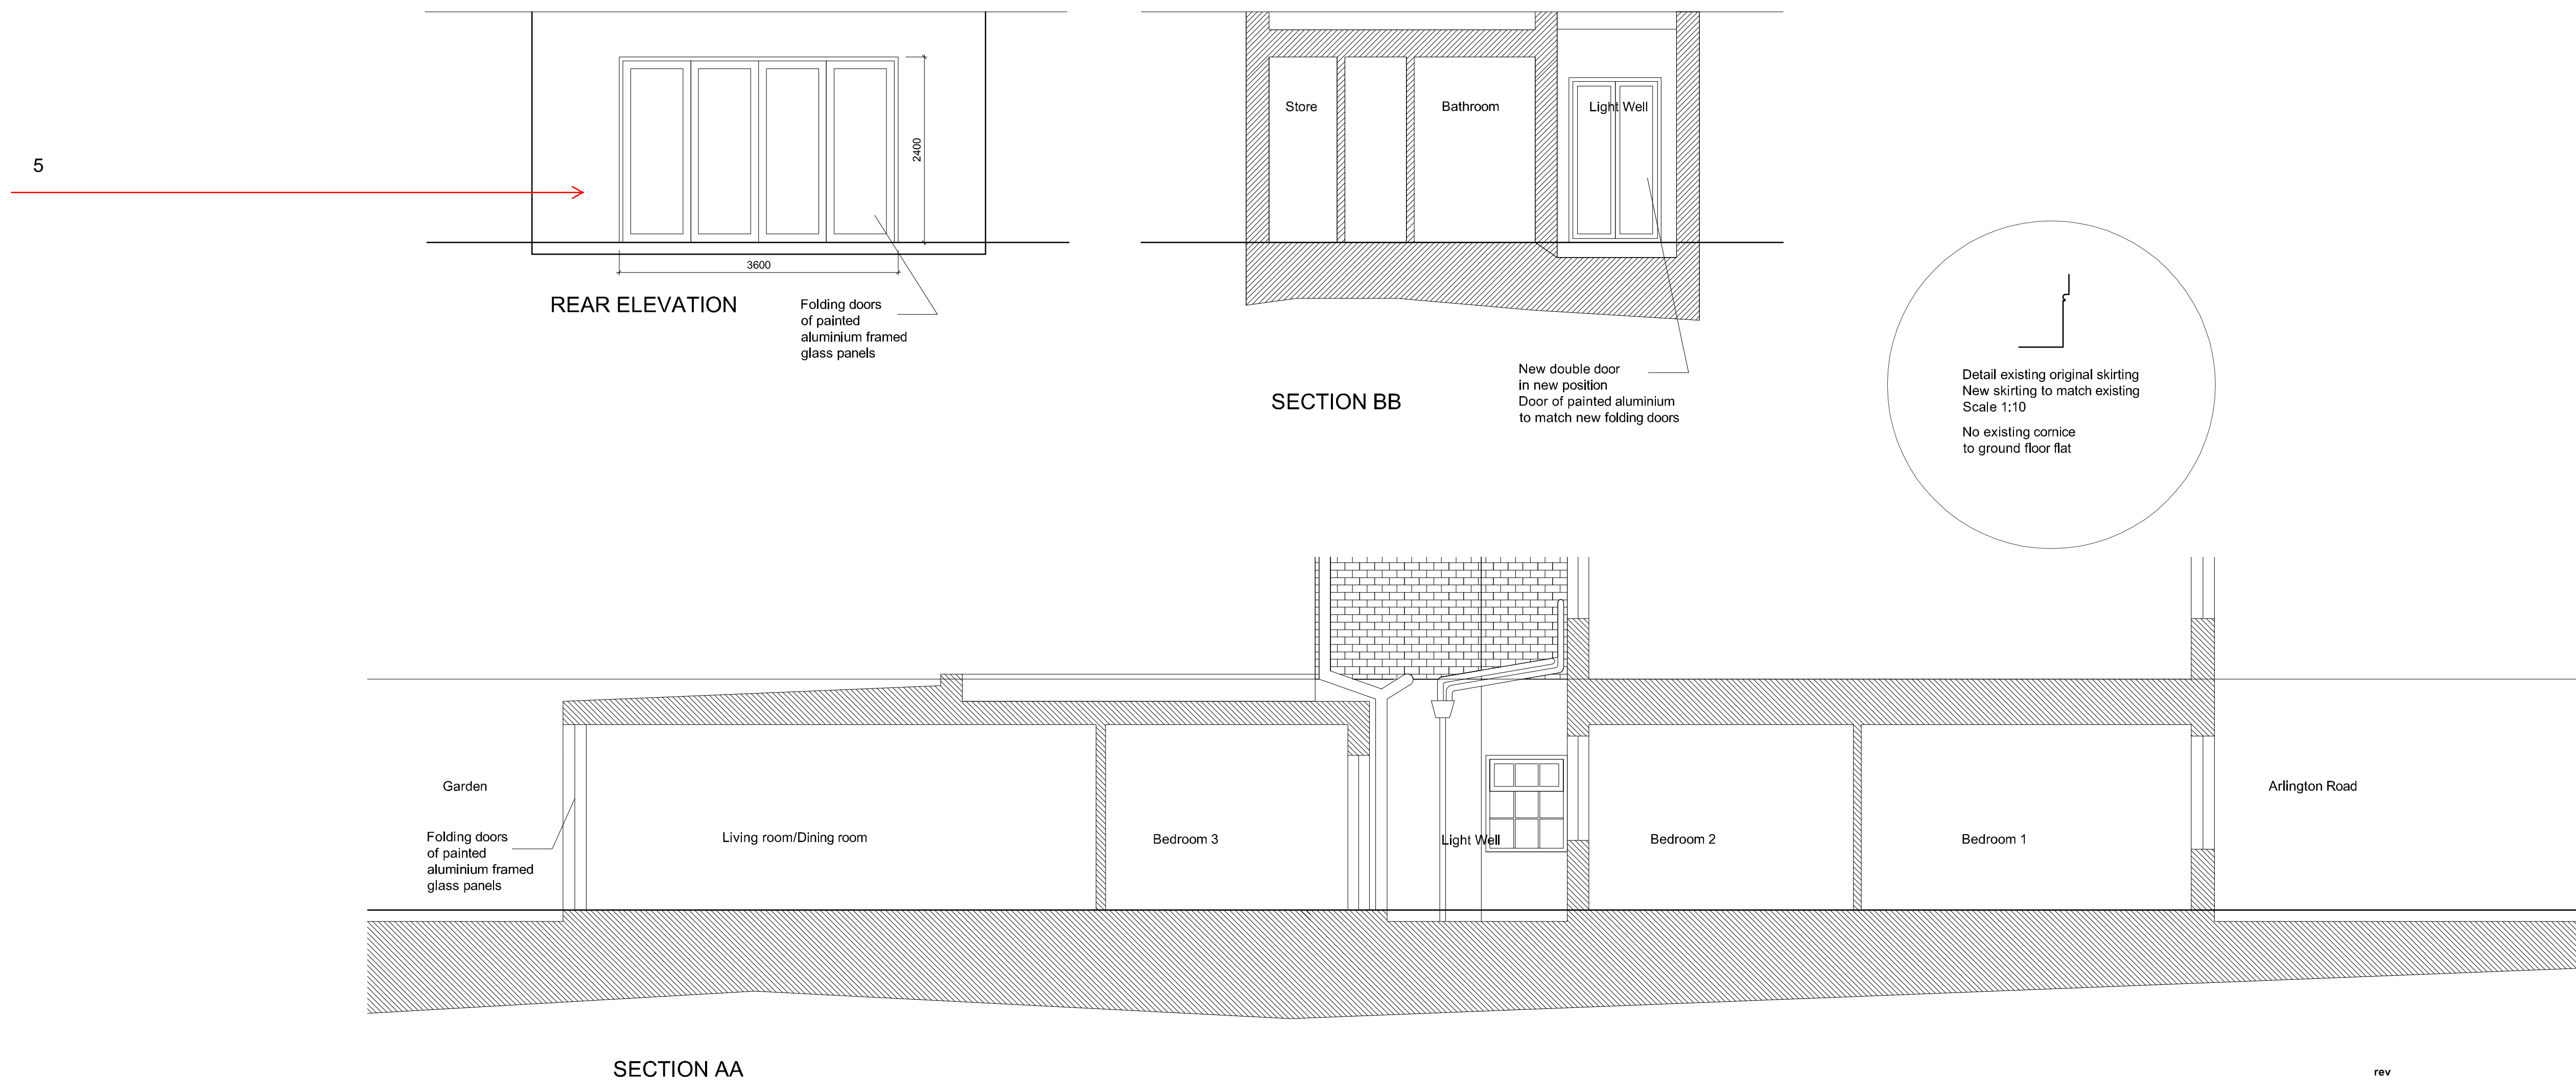 5
2400
3600
REAR ELEVATION
Folding doors
of painted
aluminium framed
glass panels
Store
Bathroom
Light Well
SECTION BB
New double door
in new position
Door of painted aluminium
to match new folding doors
Detail existing original skirting
New skirting to match existing
Scale 1:10
No existing cornice
to ground floor flat
Garden
Folding doors
of painted
aluminium framed
glass panels
Living room/Dining room
Bedroom 3
Light Well
Bedroom 2
Bedroom 1
Arlington Road
SECTION AA
rev